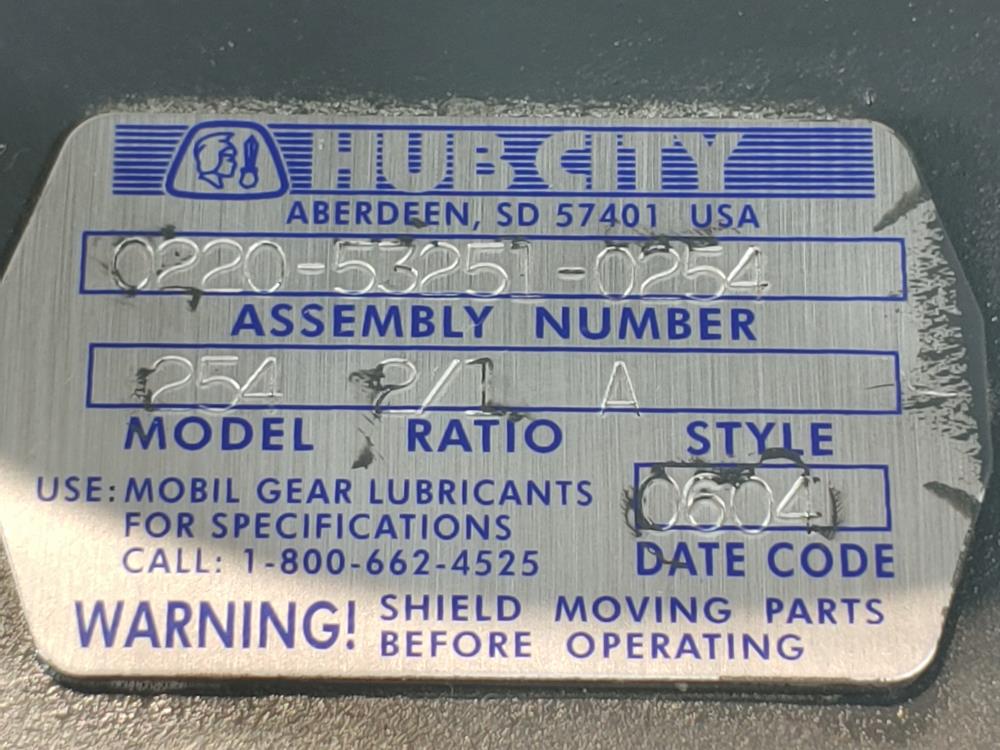 HUB CITY
ABERDEEN, SD 57401 USA
0220-53251-0254
ASSEMBLY NUMBER
254 2/1 A
MODEL RATIO STYLE
USE: MOBIL GEAR LUBRICANTS
FOR SPECIFICATIONS
CALL: 1-800-662-4525
0604
DATE CODE
WARNING! SHIELD MOVING PARTS
BEFORE OPERATING